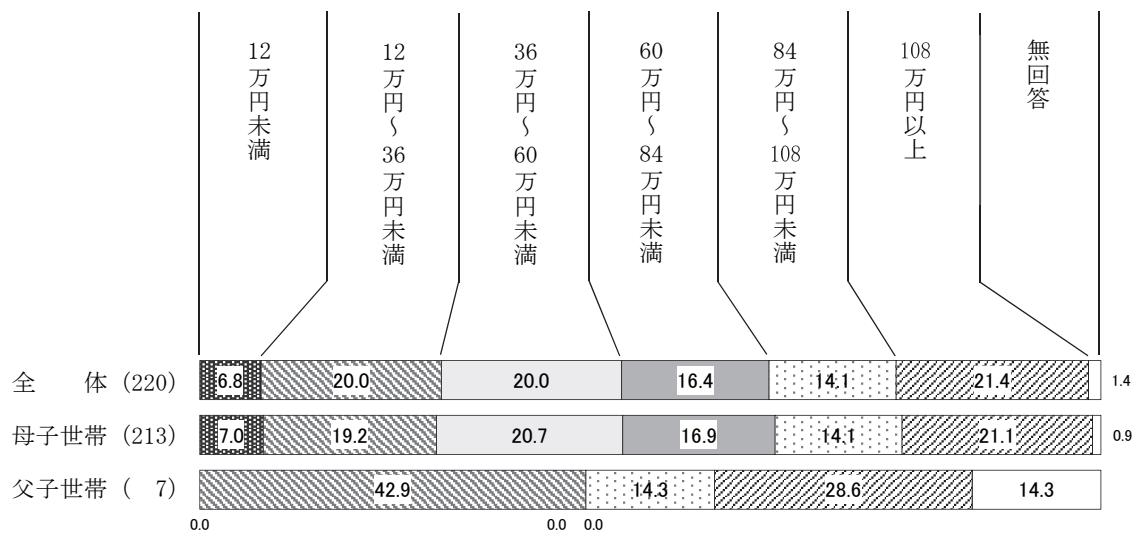 12万円未満
12万円～36万円未満
36万円～60万円未満
60万円～84万円未満
84万円～108万円未満
108万円以上
無回答
全　　体 (220) 6.8 20.0 20.0 16.4 14.1 21.4 1.4
母子世帯 (213) 7.0 19.2 20.7 16.9 14.1 21.1 0.9
父子世帯 (　7) 42.9 14.3 28.6 14.3
0.0 0.0 0.0